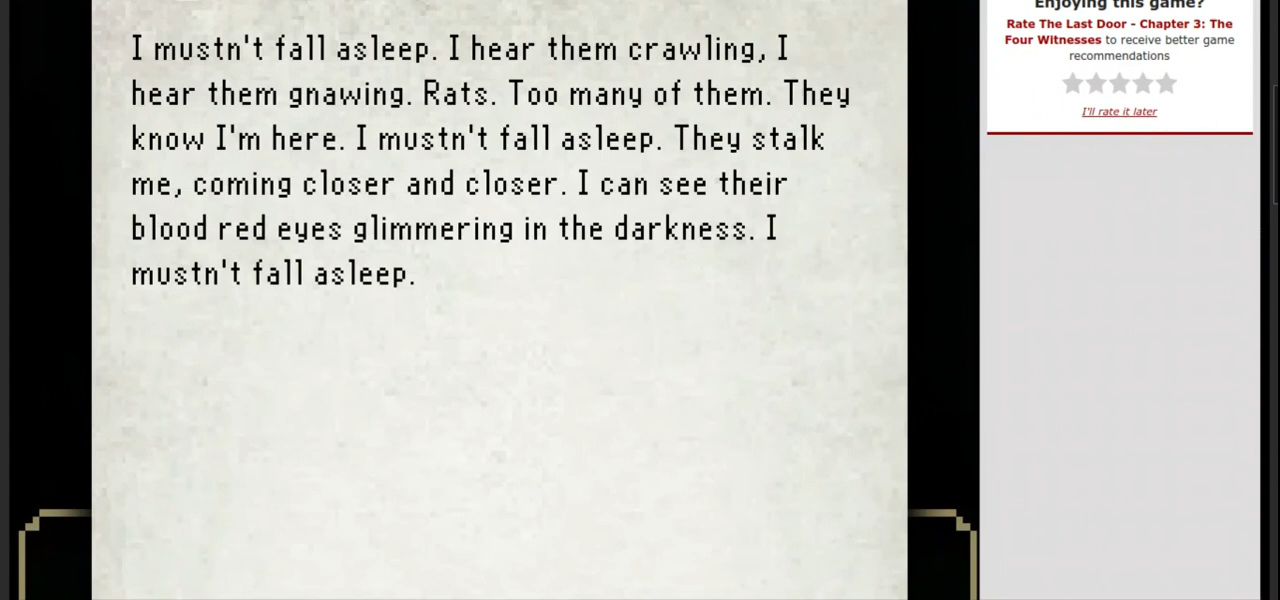 I mustn't fall asleep. I hear them crawling, I
hear them gnawing. Rats. Too many of them. They
know I'm here. I mustn't fall asleep. They stalk
me, coming closer and closer. I can see their
blood red eyes glimmering in the darkness. I
mustn't fall asleep.
Enjoying this game?
Rate The Last Door - Chapter 3: The
Four Witnesses to receive better game
recommendations
I'll rate it later